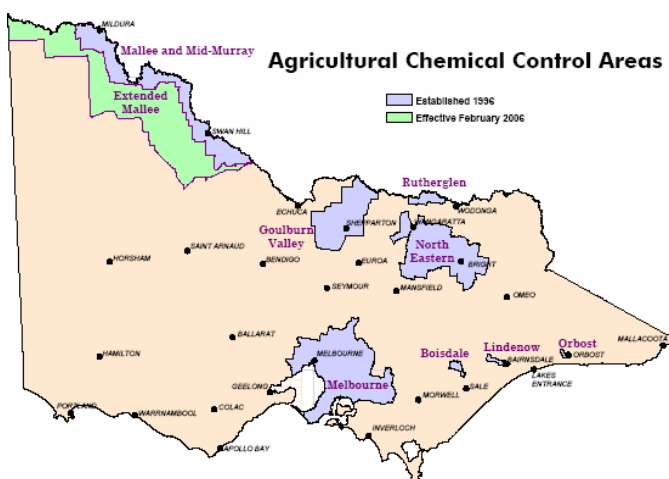 MILDURA
Mallee and Mid-Murray
Agricultural Chemical Control Areas
Extended
Mallee
Established 1996
Effective February 2006
SWAN HILL
Rutherglen
ECHUCA
WODONGA
Goulburn
Valley
SHEPPARTON
WANGARATTA
North
Eastern
SAINT ARNAUD
HORSHAM
BENDIGO
EUROA
BRIGHT
SEYMOUR
MANSFIELD
OMEO
BALLARAT
MALLACOOTA
HAMILTON
MELBOURNE
Boisdale
Lindenow
Orbost
ORBOST
BAIRNSDALE
LAKES
ENTRANCE
GEELONG
Melbourne
SALE
MORWELL
PORTLAND
WARRNAMBOOL
COLAC
INVERLOCH
APOLLO BAY